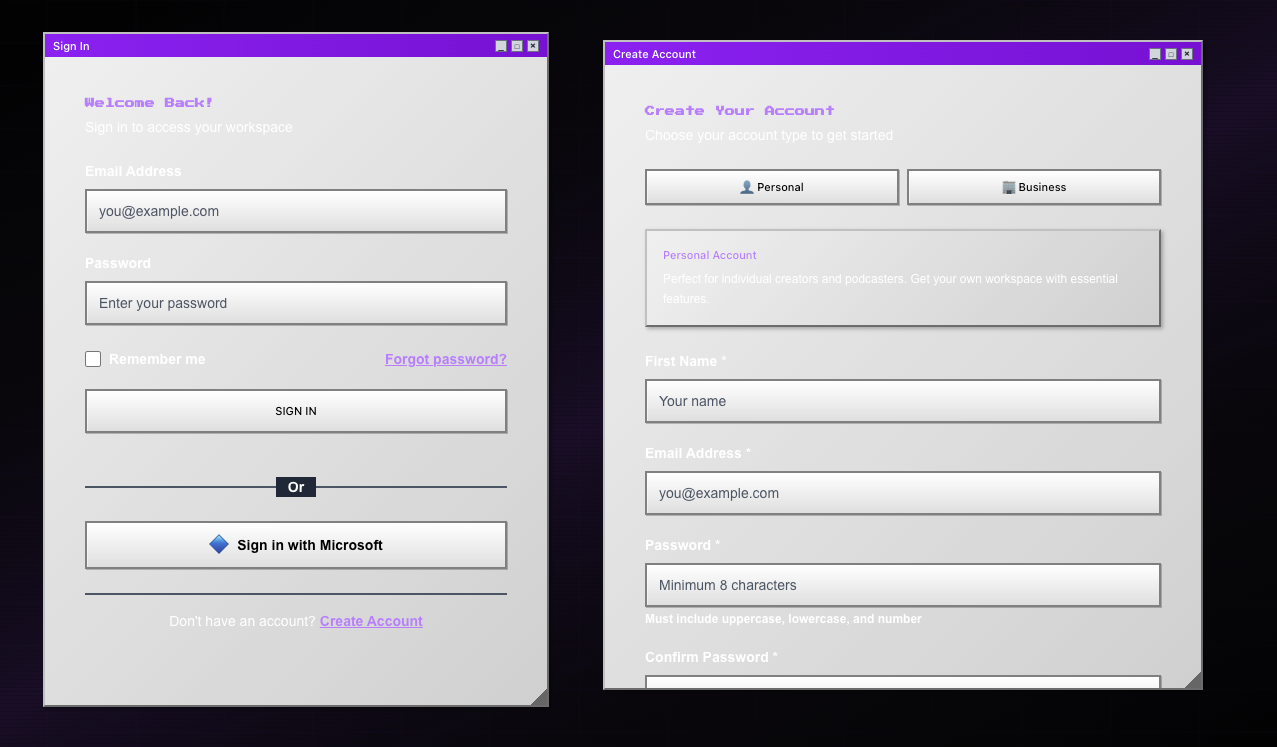 Sign In
Welcome Back!
Sign in to access your workspace
Email Address
you@example.com
Password
Enter your password
Remember me
Forgot password?
SIGN IN
Or
Sign in with Microsoft
Don't have an account? Create Account
Create Account
Create Your Account
Choose your account type to get started
Personal
Business
Personal Account
Perfect for individual creators and podcasters. Get your own workspace with essential
features.
First Name *
Your name
Email Address *
you@example.com
Password *
Minimum 8 characters
Must include uppercase, lowercase, and number
Confirm Password *